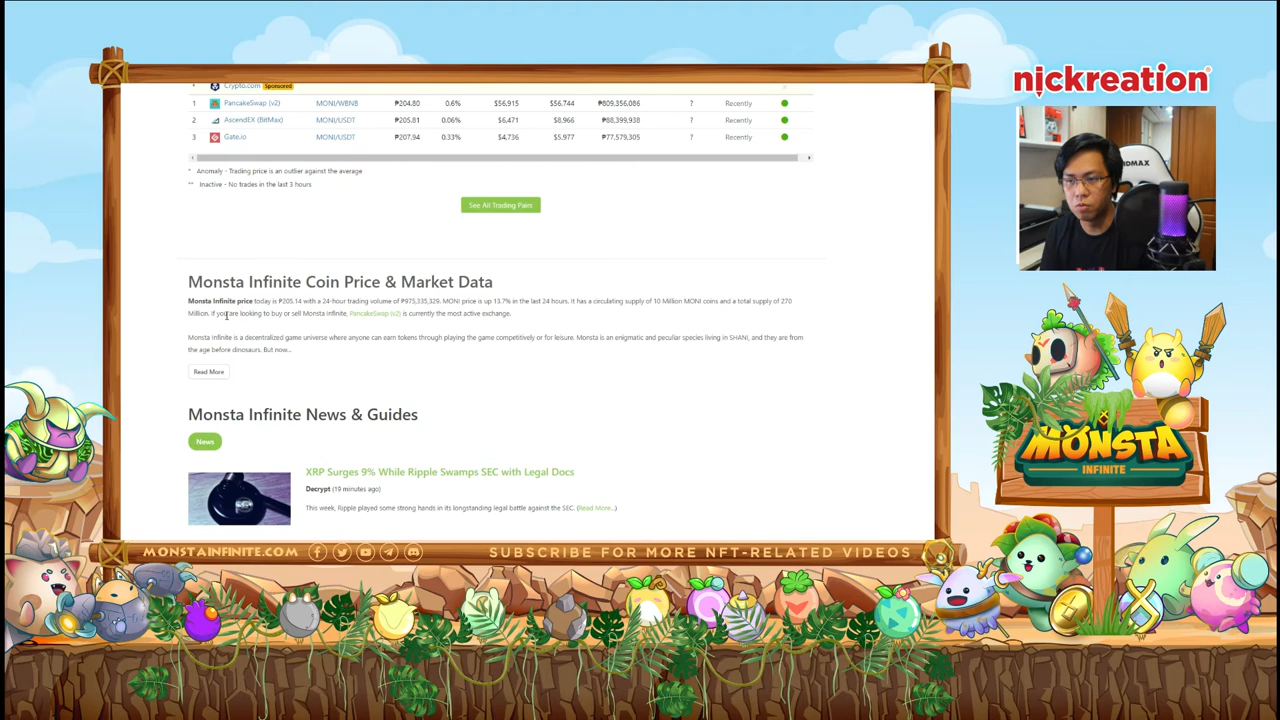 nickreation
* Crypto.com Sponsored
1 PancakeSwap (v2) MONI/WBNB ₱204.80 0.6% $56,915 $56,744 ₱809,356,086 ? Recently
2 AscendEX (BitMax) MONI/USDT ₱205.81 0.06% $6,471 $8,966 ₱88,399,938 ? Recently
3 Gate.io MONI/USDT ₱207.94 0.33% $4,736 $5,977 ₱77,579,305 ? Recently
* Anomaly - Trading price is an outlier against the average
** Inactive - No trades in the last 3 hours
See All Trading Pairs
Monsta Infinite Coin Price & Market Data
Monsta Infinite price today is ₱205.14 with a 24-hour trading volume of ₱975,335,329. MONI price is up 13.7% in the last 24 hours. It has a circulating supply of 10 Million MONI coins and a total supply of 270
Million. If you are looking to buy or sell Monsta Infinite, PancakeSwap (v2) is currently the most active exchange.
Monsta Infinite is a decentralized game universe where anyone can earn tokens through playing the game competitively or for leisure. Monsta is an enigmatic and peculiar species living in SHANI, and they are from
the age before dinosaurs. But now...
Read More
Monsta Infinite News & Guides
News
XRP Surges 9% While Ripple Swamps SEC with Legal Docs
Decrypt (19 minutes ago)
This week, Ripple played some strong hands in its longstanding legal battle against the SEC. (Read More...)
MONSTA
INFINITE
MONSTAINFINITE.COM
SUBSCRIBE FOR MORE NFT-RELATED VIDEOS